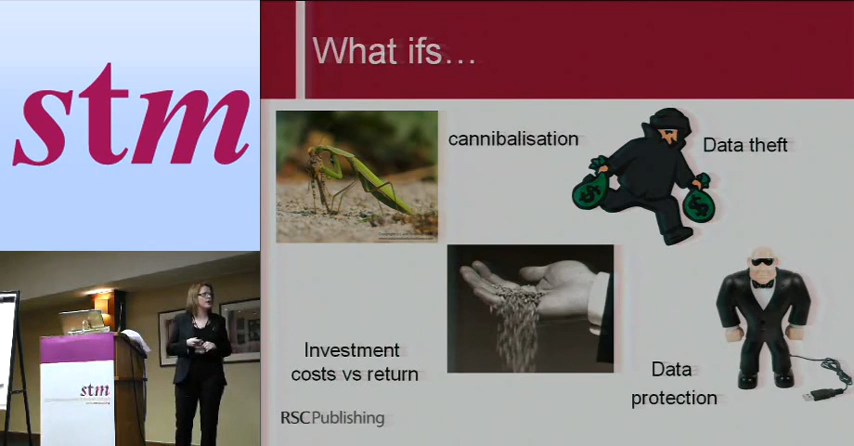 stm
What ifs...
cannibalisation
Data theft
Investment
costs vs return
Data
protection
RSCPublishing
stm